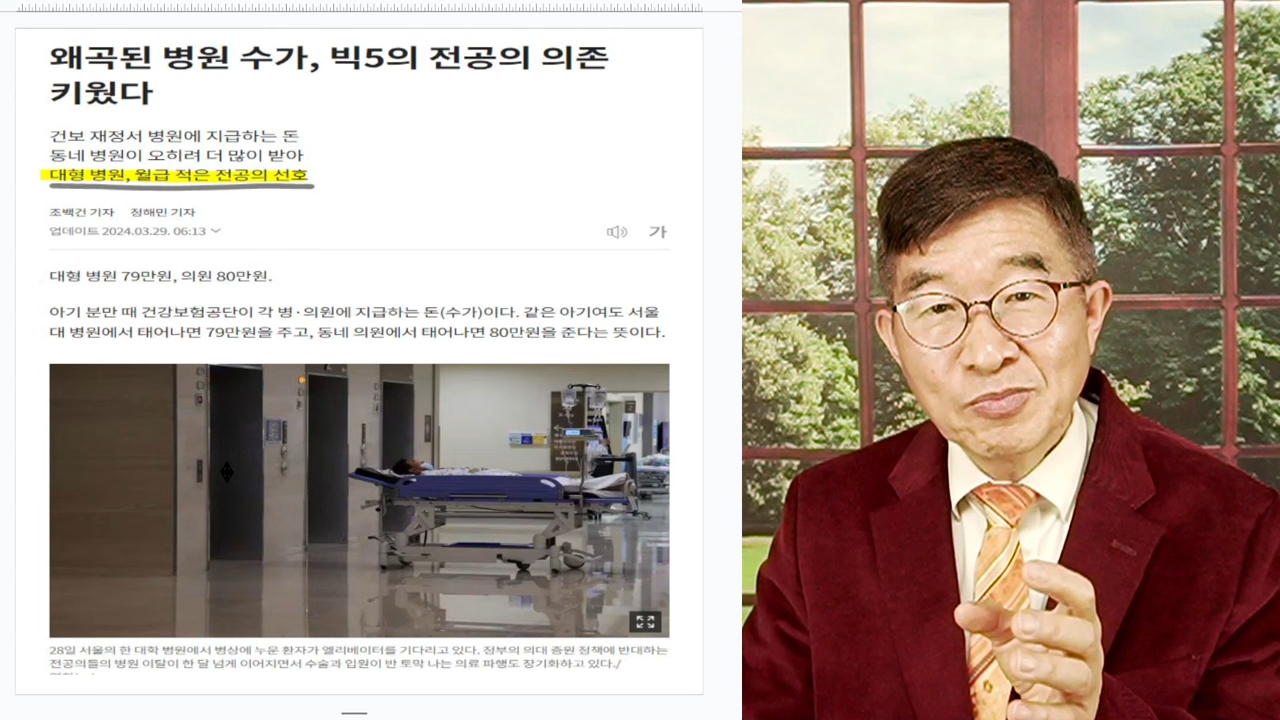 왜곡된 병원 수가, 빅5의 전공의 의존
키웠다
건보 재정서 병원에 지급하는 돈
동네 병원이 오히려 더 많이 받아
대형 병원, 월급 적은 전공의 선호
조백건 기자 정해민 기자
업데이트 2024.03.29. 06:13
가
대형 병원 79만원, 의원 80만원.
아기 분만 때 건강보험공단이 각 병·의원에 지급하는 돈(수가)이다. 같은 아기여도 서울
대 병원에서 태어나면 79만원을 주고, 동네 의원에서 태어나면 80만원을 준다는 뜻이다.
28일 서울의 한 대학 병원에서 병상에 누운 환자가 엘리베이터를 기다리고 있다. 정부의 의대 증원 정책에 반대하는
전공의들의 병원 이탈이 한 달 넘게 이어지면서 수술과 입원이 반 토막 나는 의료 파행도 장기화하고 있다./